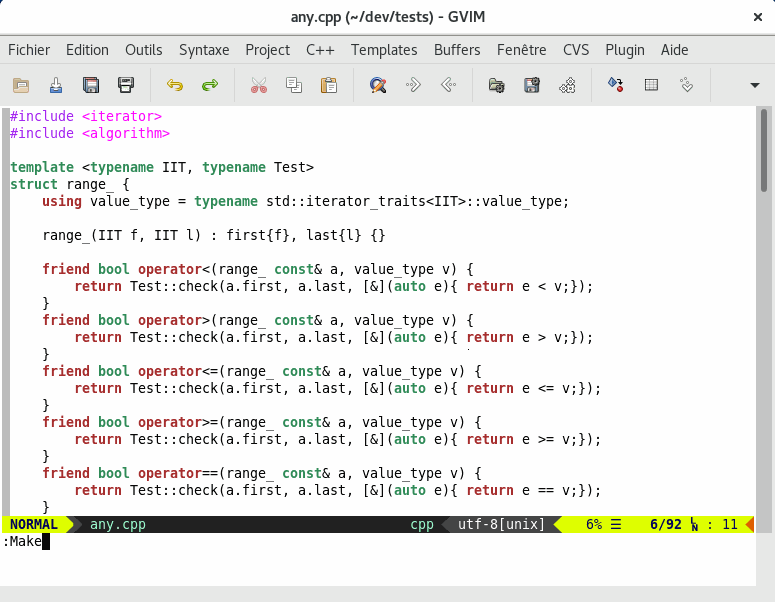 any.cpp (~/dev/tests) - GVIM
Fichier Edition Outils Syntaxe Project C++ Templates Buffers Fenêtre CVS Plugin Aide
#include <iterator>
#include <algorithm>
template <typename IIT, typename Test>
struct range_ {
    using value_type = typename std::iterator_traits<IIT>::value_type;
    range_(IIT f, IIT l) : first{f}, last{l} {}
    friend bool operator<(range_ const& a, value_type v) {
        return Test::check(a.first, a.last, [&](auto e){ return e < v;});
    }
    friend bool operator>(range_ const& a, value_type v) {
        return Test::check(a.first, a.last, [&](auto e){ return e > v;});
    }
    friend bool operator<=(range_ const& a, value_type v) {
        return Test::check(a.first, a.last, [&](auto e){ return e <= v;});
    }
    friend bool operator>=(range_ const& a, value_type v) {
        return Test::check(a.first, a.last, [&](auto e){ return e >= v;});
    }
    friend bool operator==(range_ const& a, value_type v) {
        return Test::check(a.first, a.last, [&](auto e){ return e == v;});
    }
NORMAL any.cpp cpp utf-8[unix] 6% ☰ 6/92 ␤ : 11
:Make